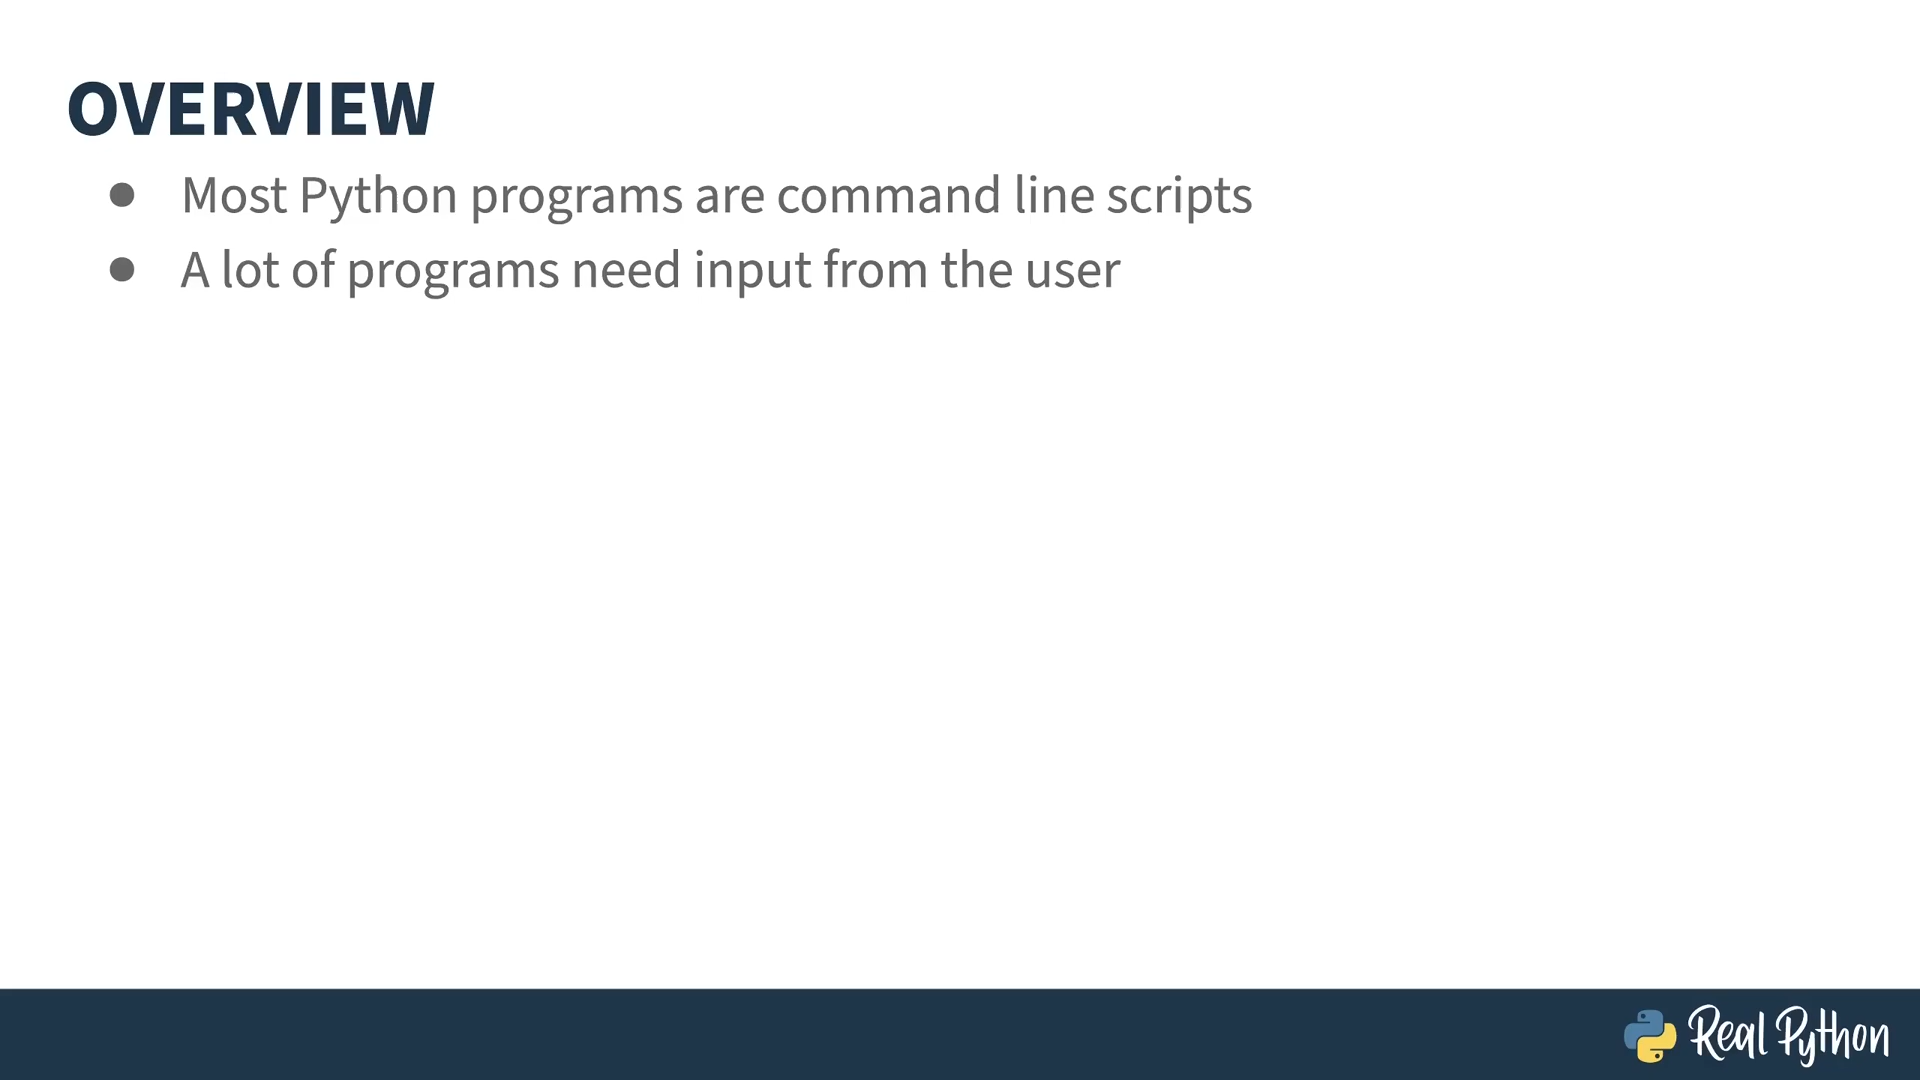 OVERVIEW
● Most Python programs are command line scripts
● A lot of programs need input from the user
Real Python